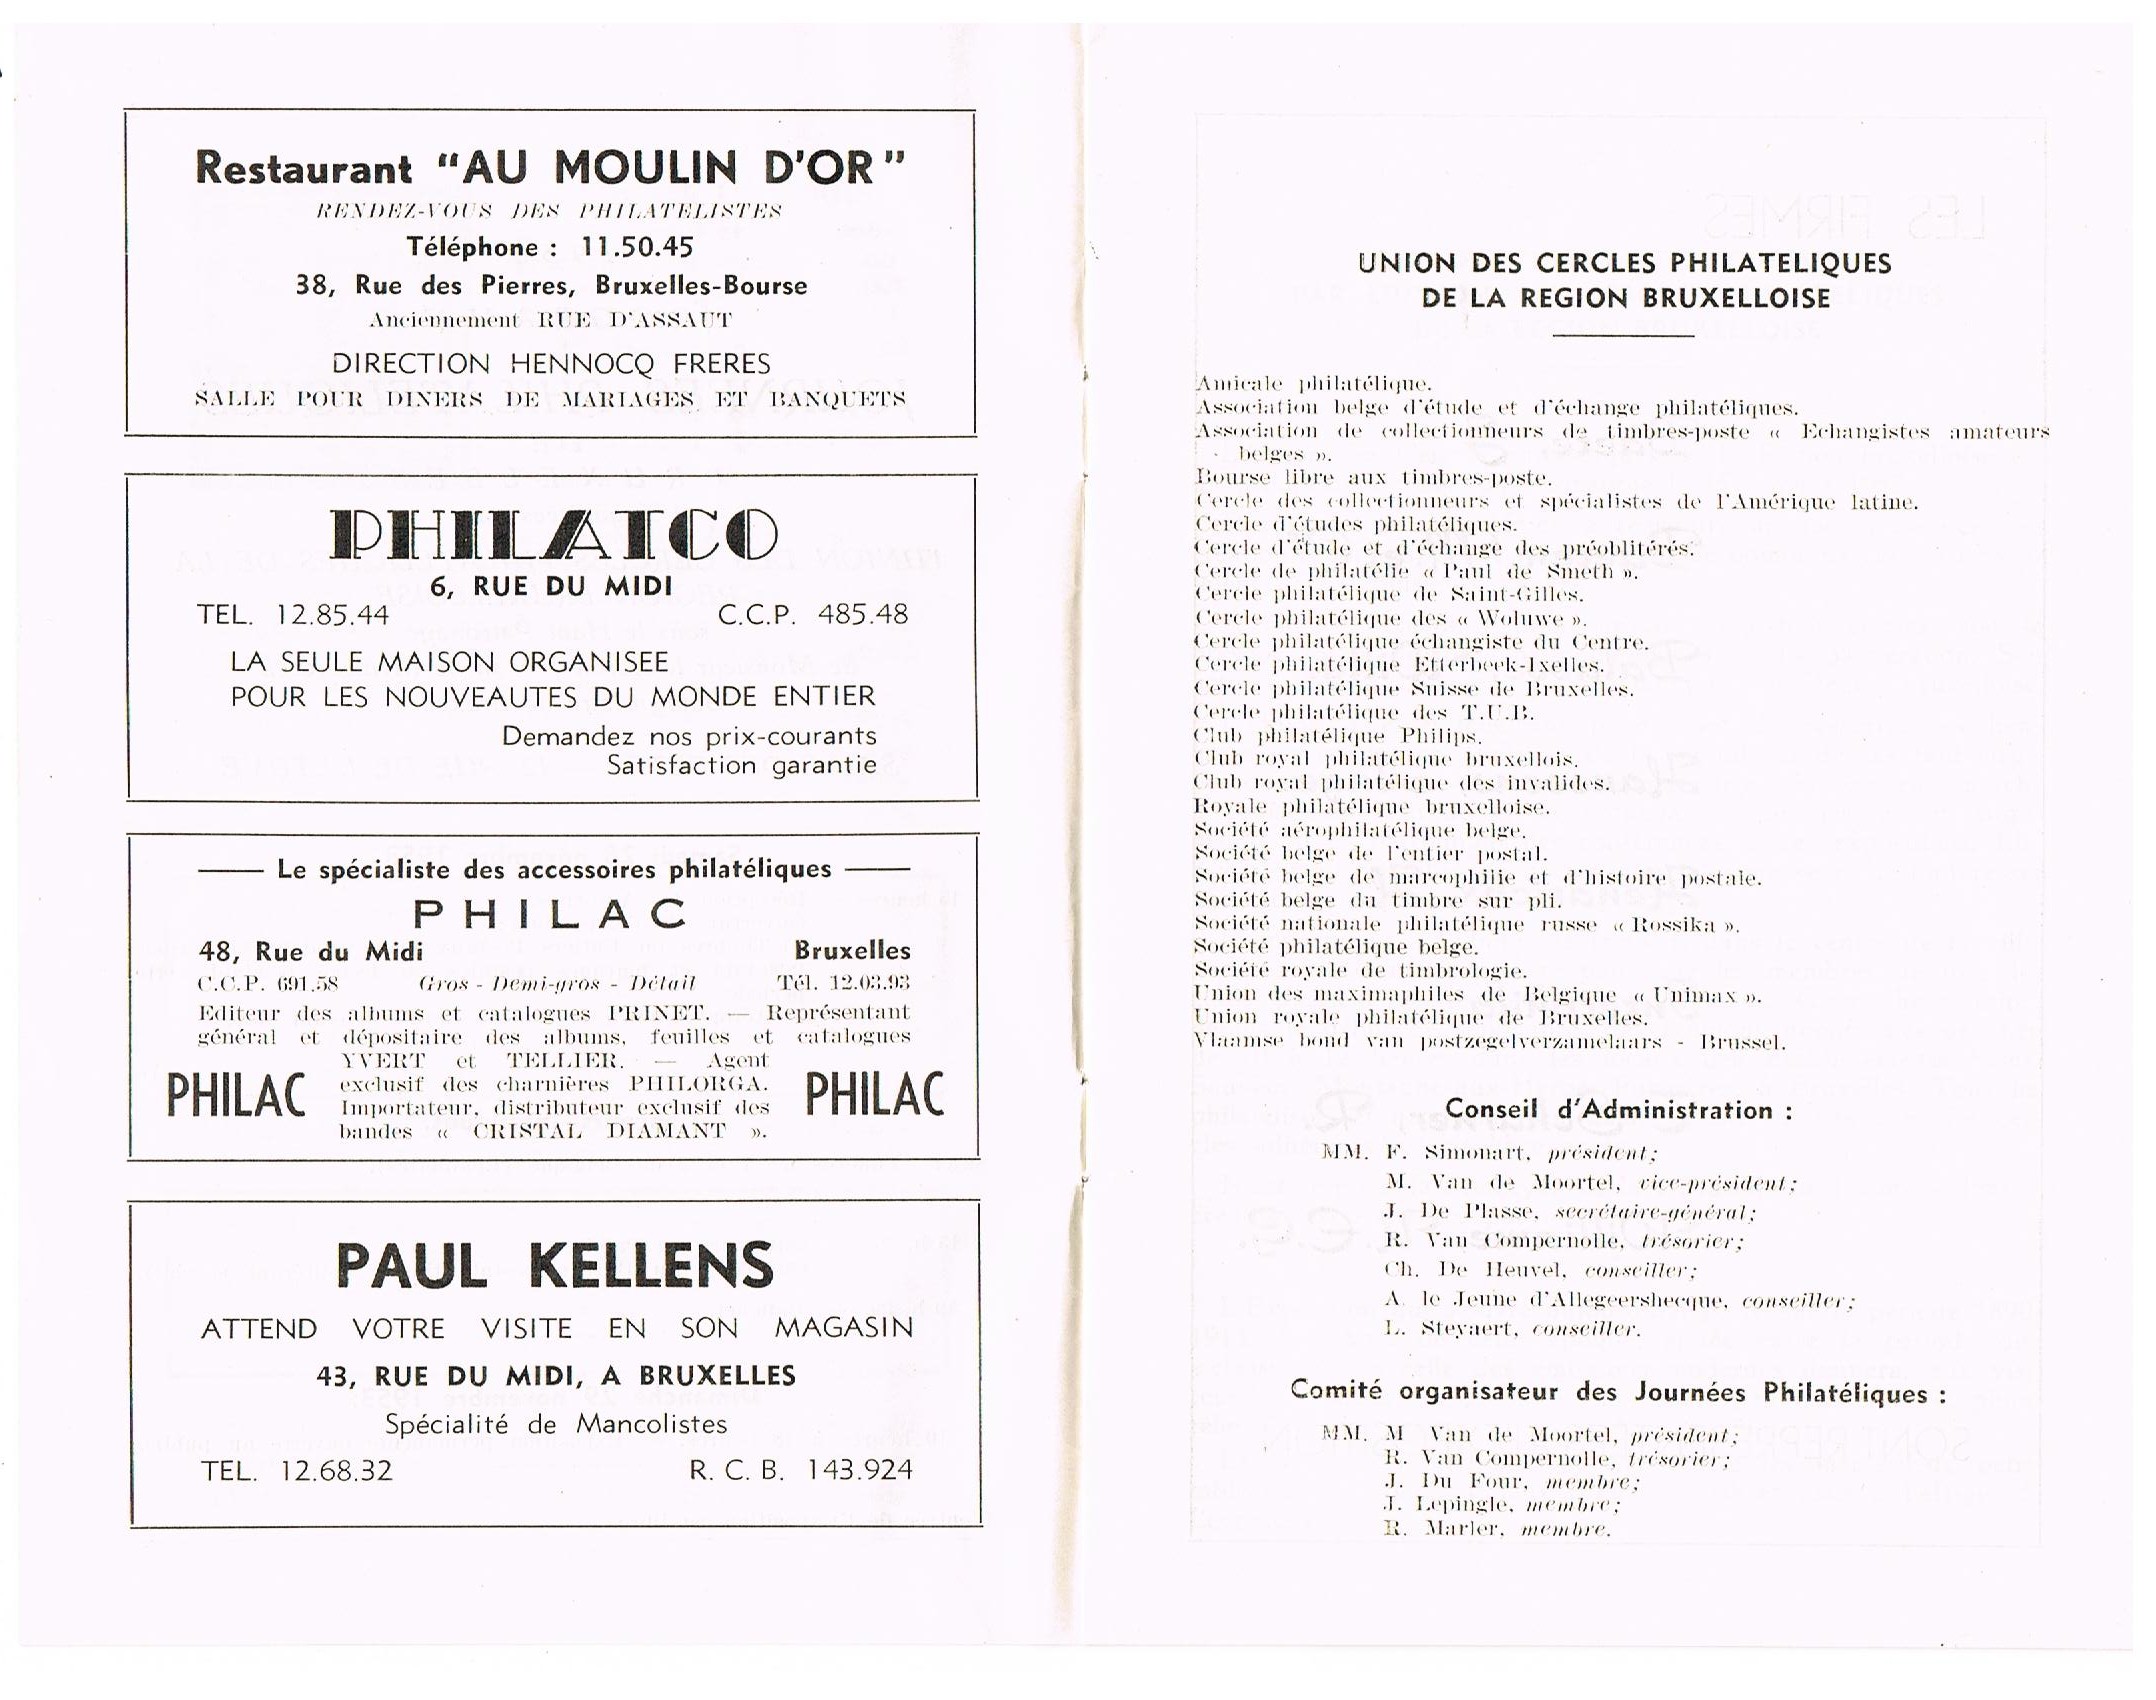 Restaurant "AU MOULIN D'OR"
RENDEZ-VOUS DES PHILATELISTES
Téléphone : 11.50.45
38, Rue des Pierres, Bruxelles-Bourse
Anciennement RUE D'ASSAUT
DIRECTION HENNOCQ FRERES
SALLE POUR DINERS DE MARIAGES ET BANQUETS
PHILATCO
6, RUE DU MIDI
TEL. 12.85.44 C.C.P. 485.48
LA SEULE MAISON ORGANISEE
POUR LES NOUVEAUTES DU MONDE ENTIER
Demandez nos prix-courants
Satisfaction garantie
Le spécialiste des accessoires philatéliques
PHILAC
48, Rue du Midi Bruxelles
C.C.P. 691.58 Gros - Demi-gros - Détail Tél. 12.03.93
Editeur des albums et catalogues PRINET. — Représentant
général et dépositaire des albums, feuilles et catalogues
YVERT et TELLIER. — Agent
PHILAC exclusif des charnières PHILORGA. PHILAC
Importateur, distributeur exclusif des
bandes « CRISTAL DIAMANT ».
PAUL KELLENS
ATTEND VOTRE VISITE EN SON MAGASIN
43, RUE DU MIDI, A BRUXELLES
Spécialité de Mancolistes
TEL. 12.68.32 R. C. B. 143.924
UNION DES CERCLES PHILATELIQUES
DE LA REGION BRUXELLOISE
Amicale philatélique.
Association belge d'étude et d'échange philatéliques.
Association de collectionneurs de timbres-poste « Echangistes amateurs
belges ».
Bourse libre aux timbres-poste.
Cercle des collectionneurs et spécialistes de l'Amérique latine.
Cercle d'études philatéliques.
Cercle d'étude et d'échange des préoblitérés.
Cercle de philatélie « Paul de Smeth ».
Cercle philatélique de Saint-Gilles.
Cercle philatélique des « Woluwe ».
Cercle philatélique échangiste du Centre.
Cercle philatélique Etterbeek-Ixelles.
Cercle philatélique Suisse de Bruxelles.
Cercle philatélique des T.U.B.
Club philatélique Philips.
Club royal philatélique bruxellois.
Club royal philatélique des invalides.
Royale philatélique bruxelloise.
Société aérophilatélique belge.
Société belge de l'entier postal.
Société belge de marcophilie et d'histoire postale.
Société belge du timbre sur pli.
Société nationale philatélique russe « Rossika ».
Société philatélique belge.
Société royale de timbrologie.
Union des maximaphiles de Belgique « Unimax ».
Union royale philatélique de Bruxelles.
Vlaamse bond van postzegelverzamelaars - Brussel.
Conseil d'Administration :
MM. F. Simonart, président;
M. Van de Moortel, vice-président;
J. De Plasse, secrétaire-général;
R. Van Compernolle, trésorier;
Ch. De Heuvel, conseiller;
A. le Jeune d'Allegeershecque, conseiller;
L. Steyaert, conseiller.
Comité organisateur des Journées Philatéliques :
MM. M Van de Moortel, président;
R. Van Compernolle, trésorier;
J. Du Four, membre;
J. Lepingle, membre;
R. Marler, membre.